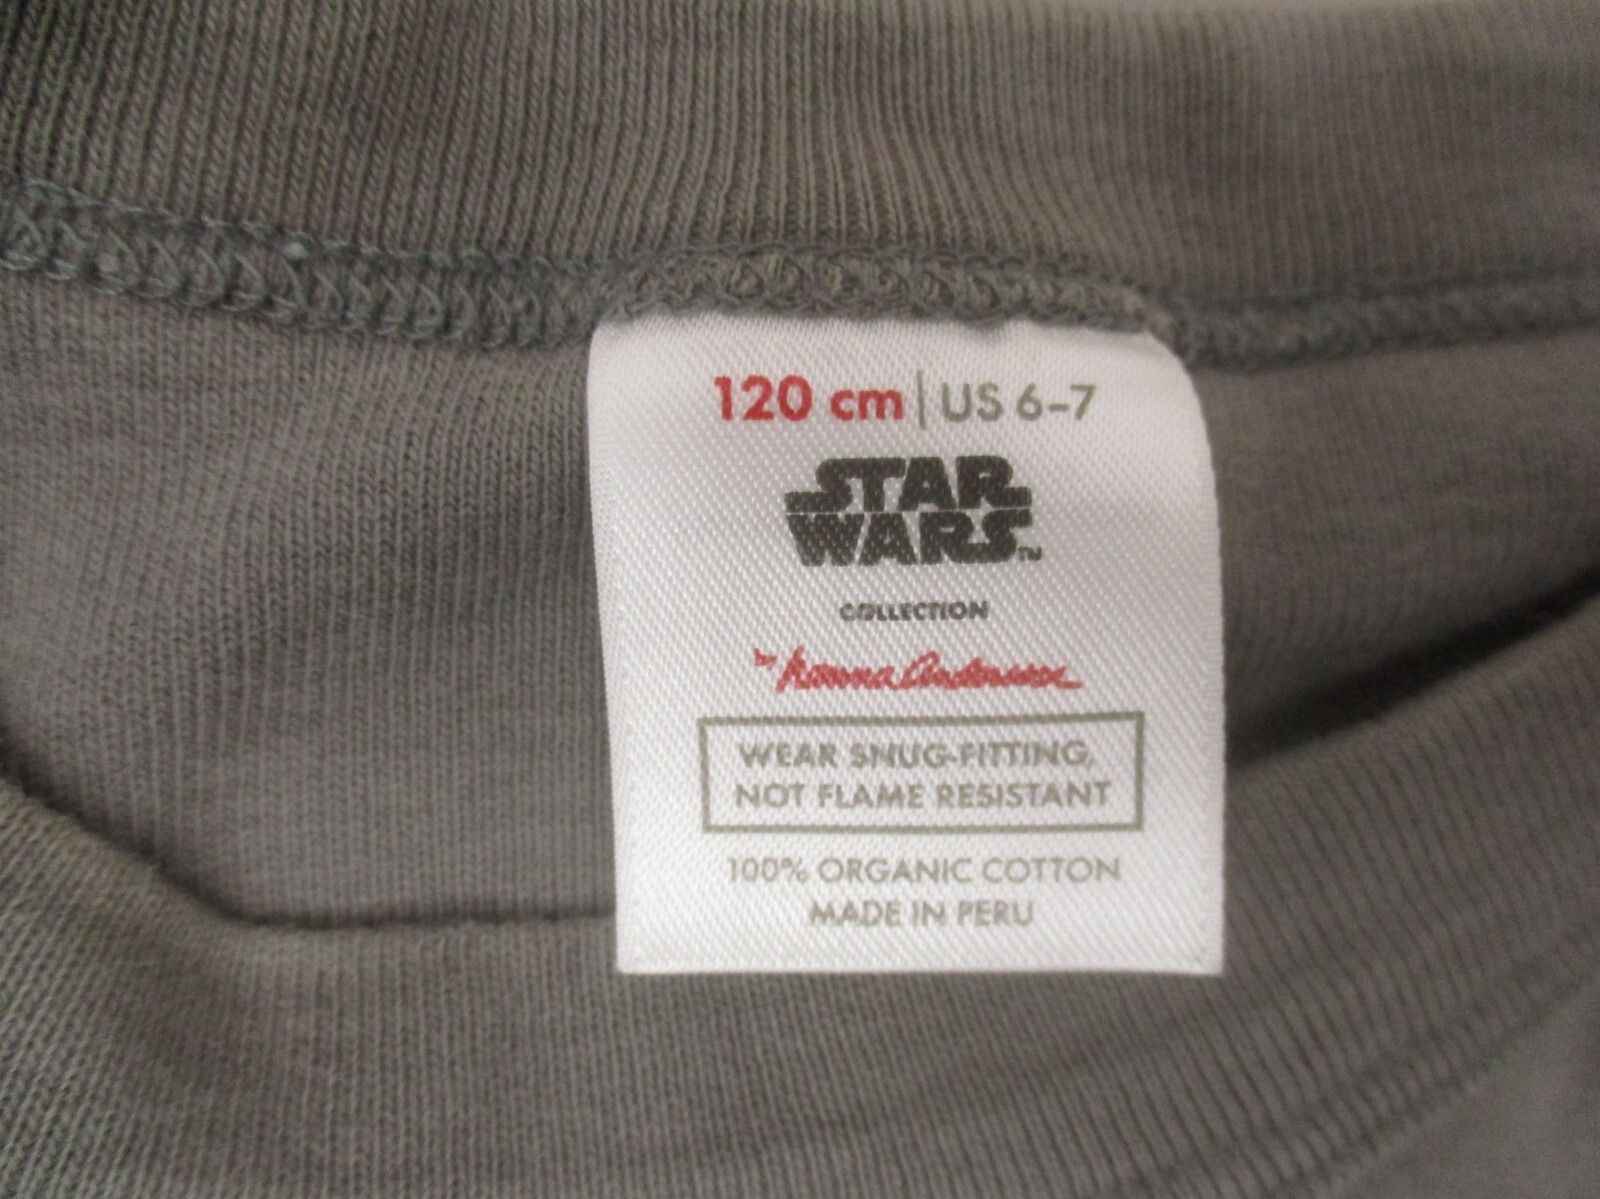 120 cm | US 6-7
STAR
WARS™
COLLECTION
by Hanna Andersson
WEAR SNUG-FITTING,
NOT FLAME RESISTANT
100% ORGANIC COTTON
MADE IN PERU